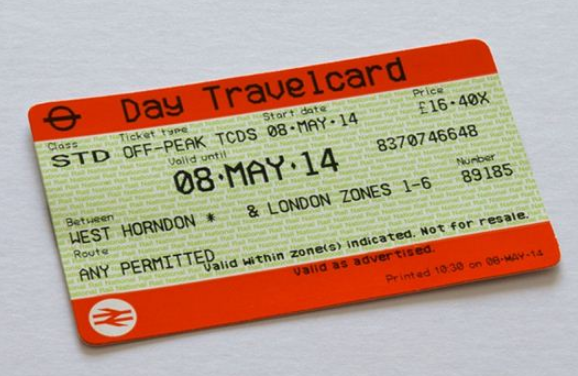 Day Travelcard
Class Ticket type Start date Price
STD OFF-PEAK TCDS 08·MAY·14 £16·40X
Valid until
08·MAY·14 8370746648
Between Number
WEST HORNDON * & LONDON ZONES 1-6 89185
Route
ANY PERMITTED Valid within zone(s) indicated. Not for resale.
Valid as advertised.
Printed 10:30 on 08-MAY-14